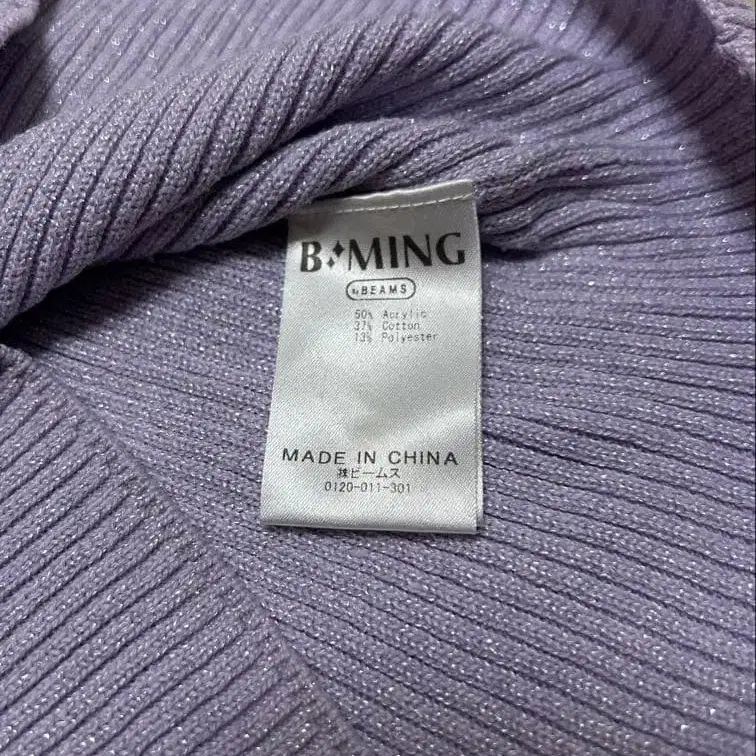 B✦MING
by BEAMS
50% Acrylic
37% Cotton
13% Polyester
MADE IN CHINA
㈱ビームス
0120-011-301